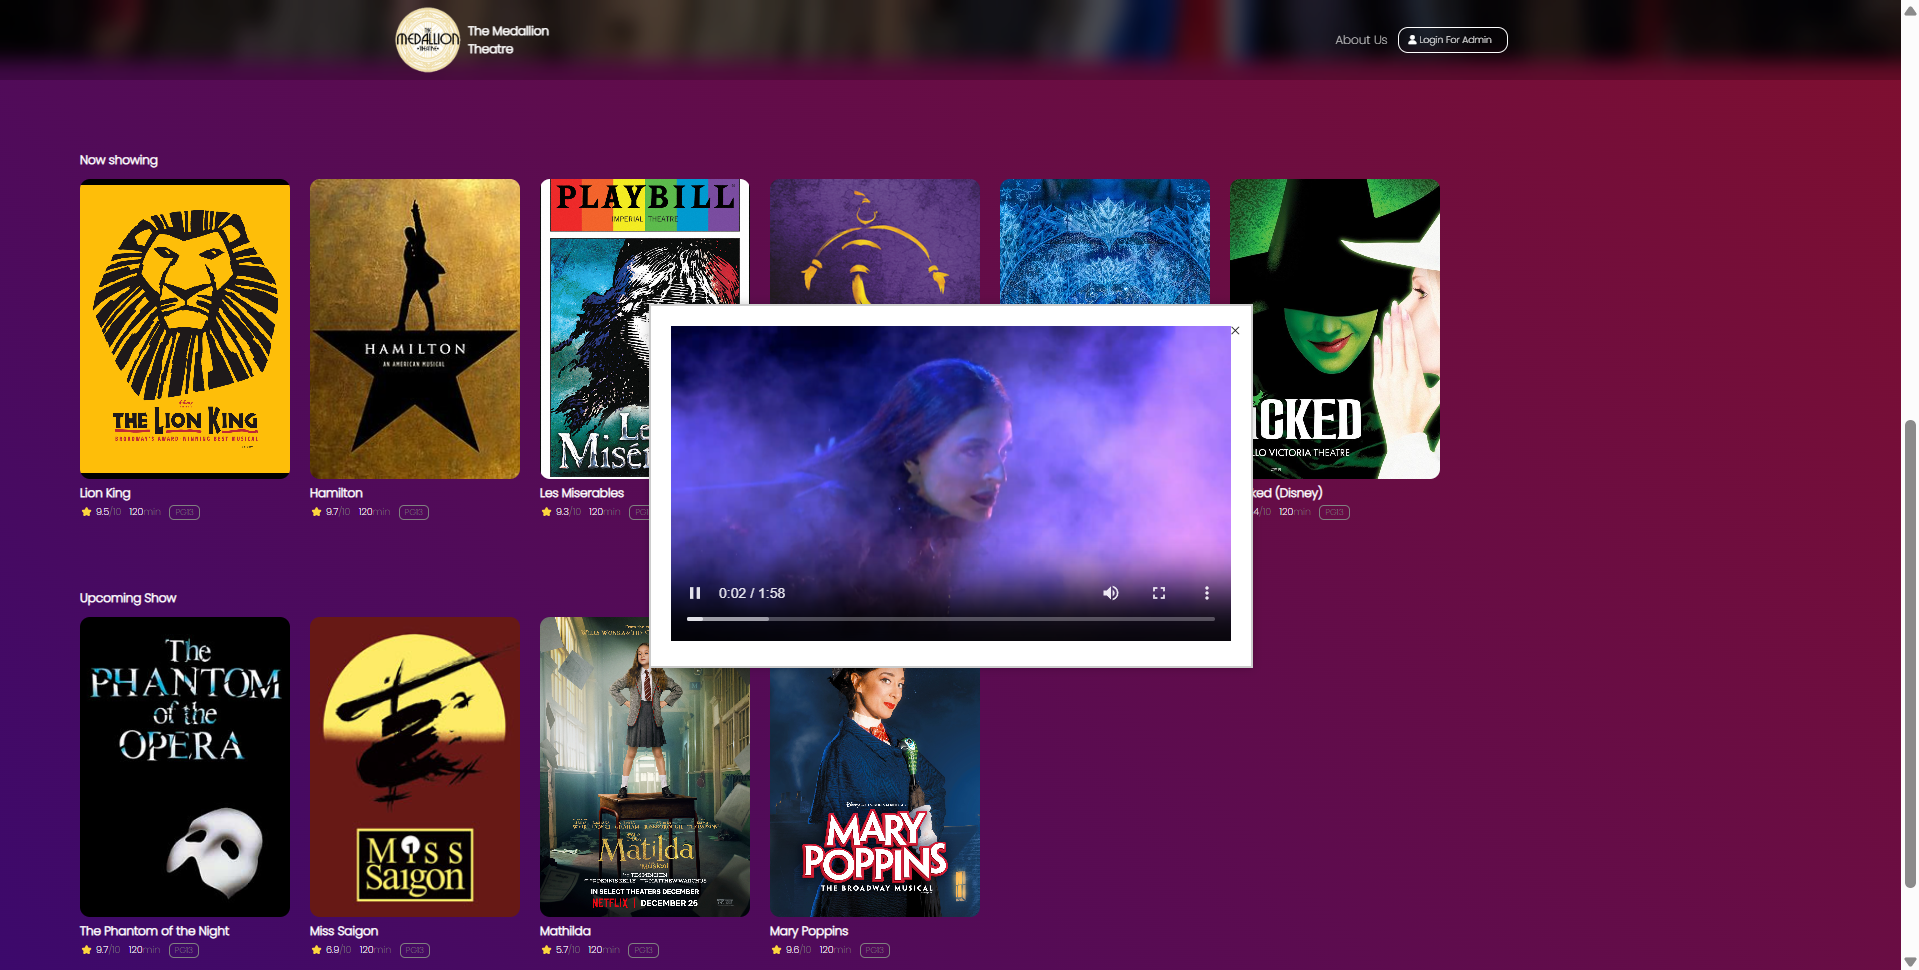 THE
MEDALLION
THEATRE
The Medallion
Theatre
About Us
Login For Admin
Now showing
THE LION KING
BROADWAY'S AWARD WINNING BEST MUSICAL
HAMILTON
AN AMERICAN MUSICAL
PLAYBILL
IMPERIAL THEATRE
Le
Misér
ICKED
LLO VICTORIA THEATRE
Lion King
9.5/10 120min PG13
Hamilton
9.7/10 120min PG13
Les Miserables
9.3/10 120min PG1
ked (Disney)
4/10 120min PG13
0:02 / 1:58
Upcoming Show
The
PHANTOM
of the
OPERA
MISS
Saigon
Matilda
IN SELECT THEATERS DECEMBER
NETFLIX | DECEMBER 25
MARY
POPPINS
THE BROADWAY MUSICAL
The Phantom of the Night
9.7/10 120min PG13
Miss Saigon
6.9/10 120min PG13
Mathilda
5.7/10 120min PG13
Mary Poppins
9.6/10 120min PG13